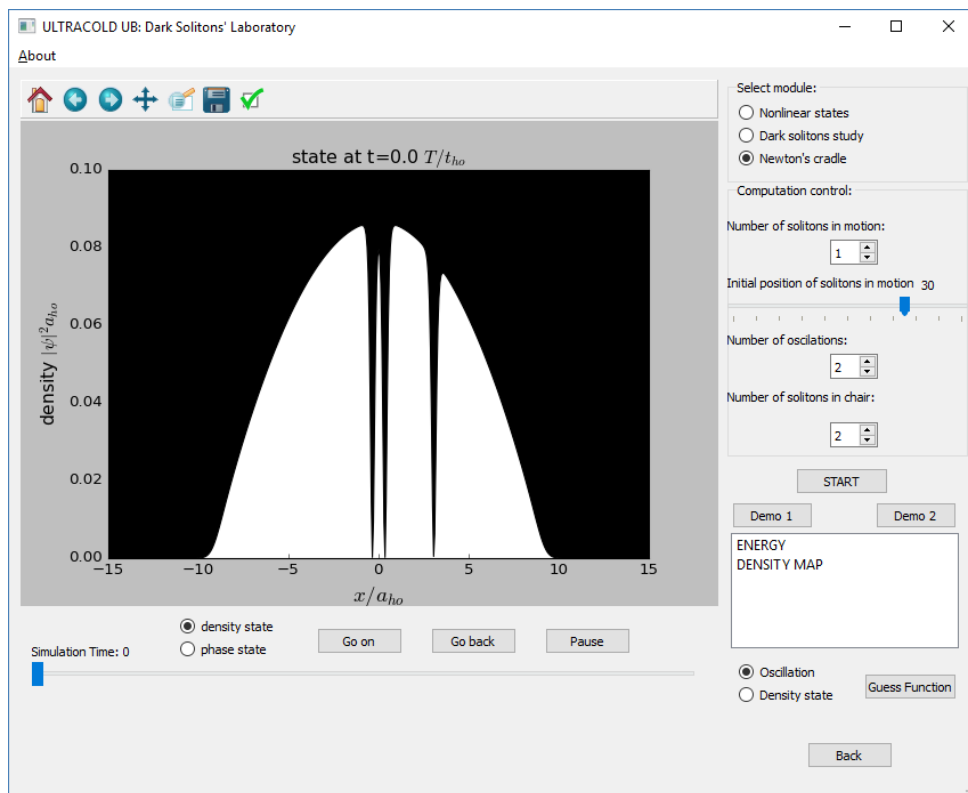 ULTRACOLD UB: Dark Solitons' Laboratory
About
state at t=0.0 T/t_ho
0.10
0.08
0.06
0.04
0.02
0.00
density |ψ|²a_ho
−15
−10
−5
0
5
10
15
x/a_ho
density state
phase state
Go on
Go back
Pause
Simulation Time: 0
Select module:
Nonlinear states
Dark solitons study
Newton's cradle
Computation control:
Number of solitons in motion:
1
Initial position of solitons in motion 30
Number of oscilations:
2
Number of solitons in chair:
2
START
Demo 1
Demo 2
ENERGY
DENSITY MAP
Oscillation
Density state
Guess Function
Back